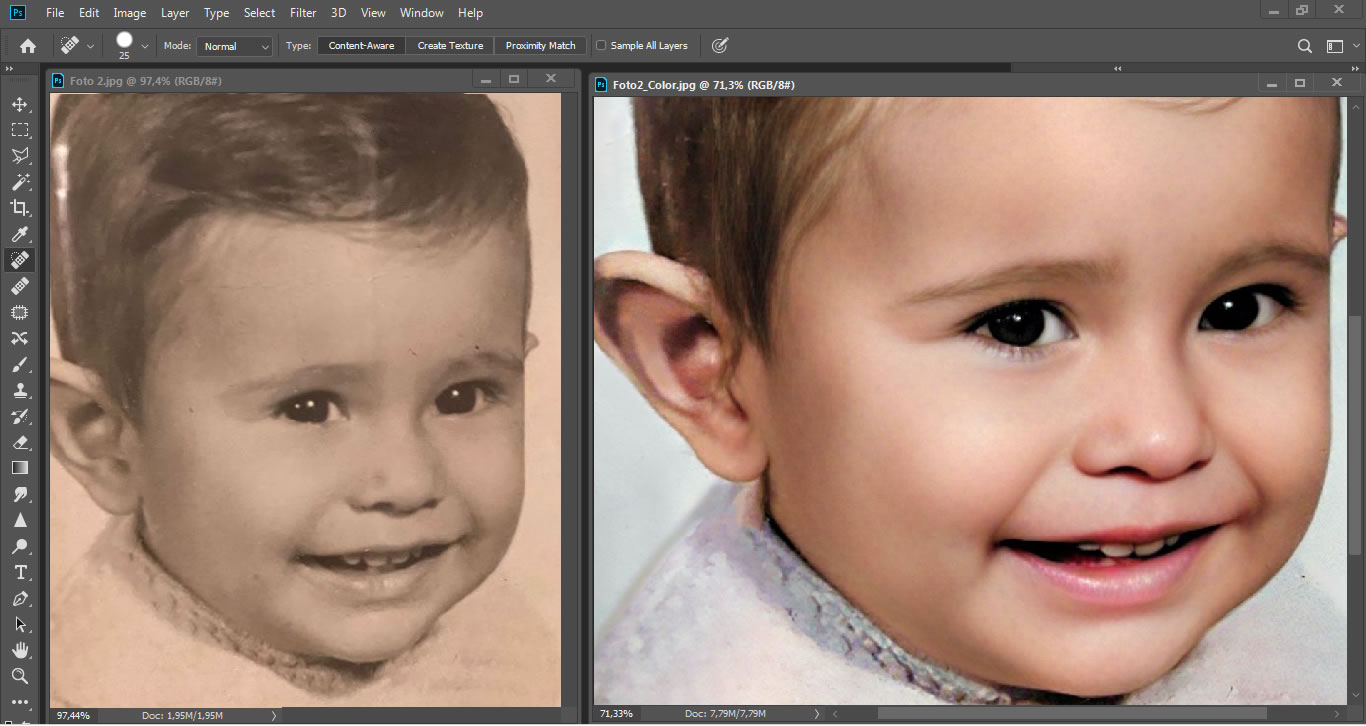 Ps File Edit Image Layer Type Select Filter 3D View Window Help
25 Mode: Normal Type: Content-Aware Create Texture Proximity Match Sample All Layers
Ps Foto 2.jpg @ 97,4% (RGB/8#)
Ps Foto2_Color.jpg @ 71,3% (RGB/8#)
T
97,44% Doc: 1,95M/1,95M
71,33% Doc: 7,79M/7,79M